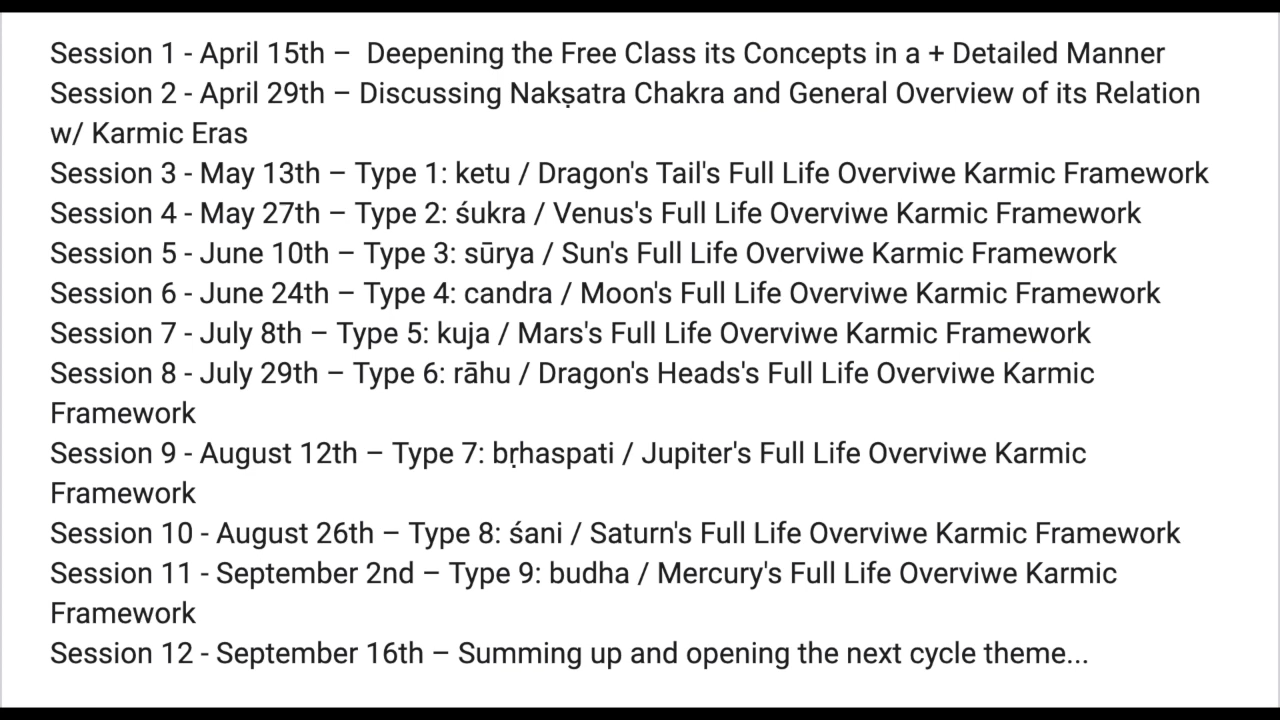 Session 1 - April 15th –  Deepening the Free Class its Concepts in a + Detailed Manner
Session 2 - April 29th – Discussing Nakṣatra Chakra and General Overview of its Relation
w/ Karmic Eras
Session 3 - May 13th – Type 1: ketu / Dragon's Tail's Full Life Overviwe Karmic Framework
Session 4 - May 27th – Type 2: śukra / Venus's Full Life Overviwe Karmic Framework
Session 5 - June 10th – Type 3: sūrya / Sun's Full Life Overviwe Karmic Framework
Session 6 - June 24th – Type 4: candra / Moon's Full Life Overviwe Karmic Framework
Session 7 - July 8th – Type 5: kuja / Mars's Full Life Overviwe Karmic Framework
Session 8 - July 29th – Type 6: rāhu / Dragon's Heads's Full Life Overviwe Karmic
Framework
Session 9 - August 12th – Type 7: bṛhaspati / Jupiter's Full Life Overviwe Karmic
Framework
Session 10 - August 26th – Type 8: śani / Saturn's Full Life Overviwe Karmic Framework
Session 11 - September 2nd – Type 9: budha / Mercury's Full Life Overviwe Karmic
Framework
Session 12 - September 16th – Summing up and opening the next cycle theme...